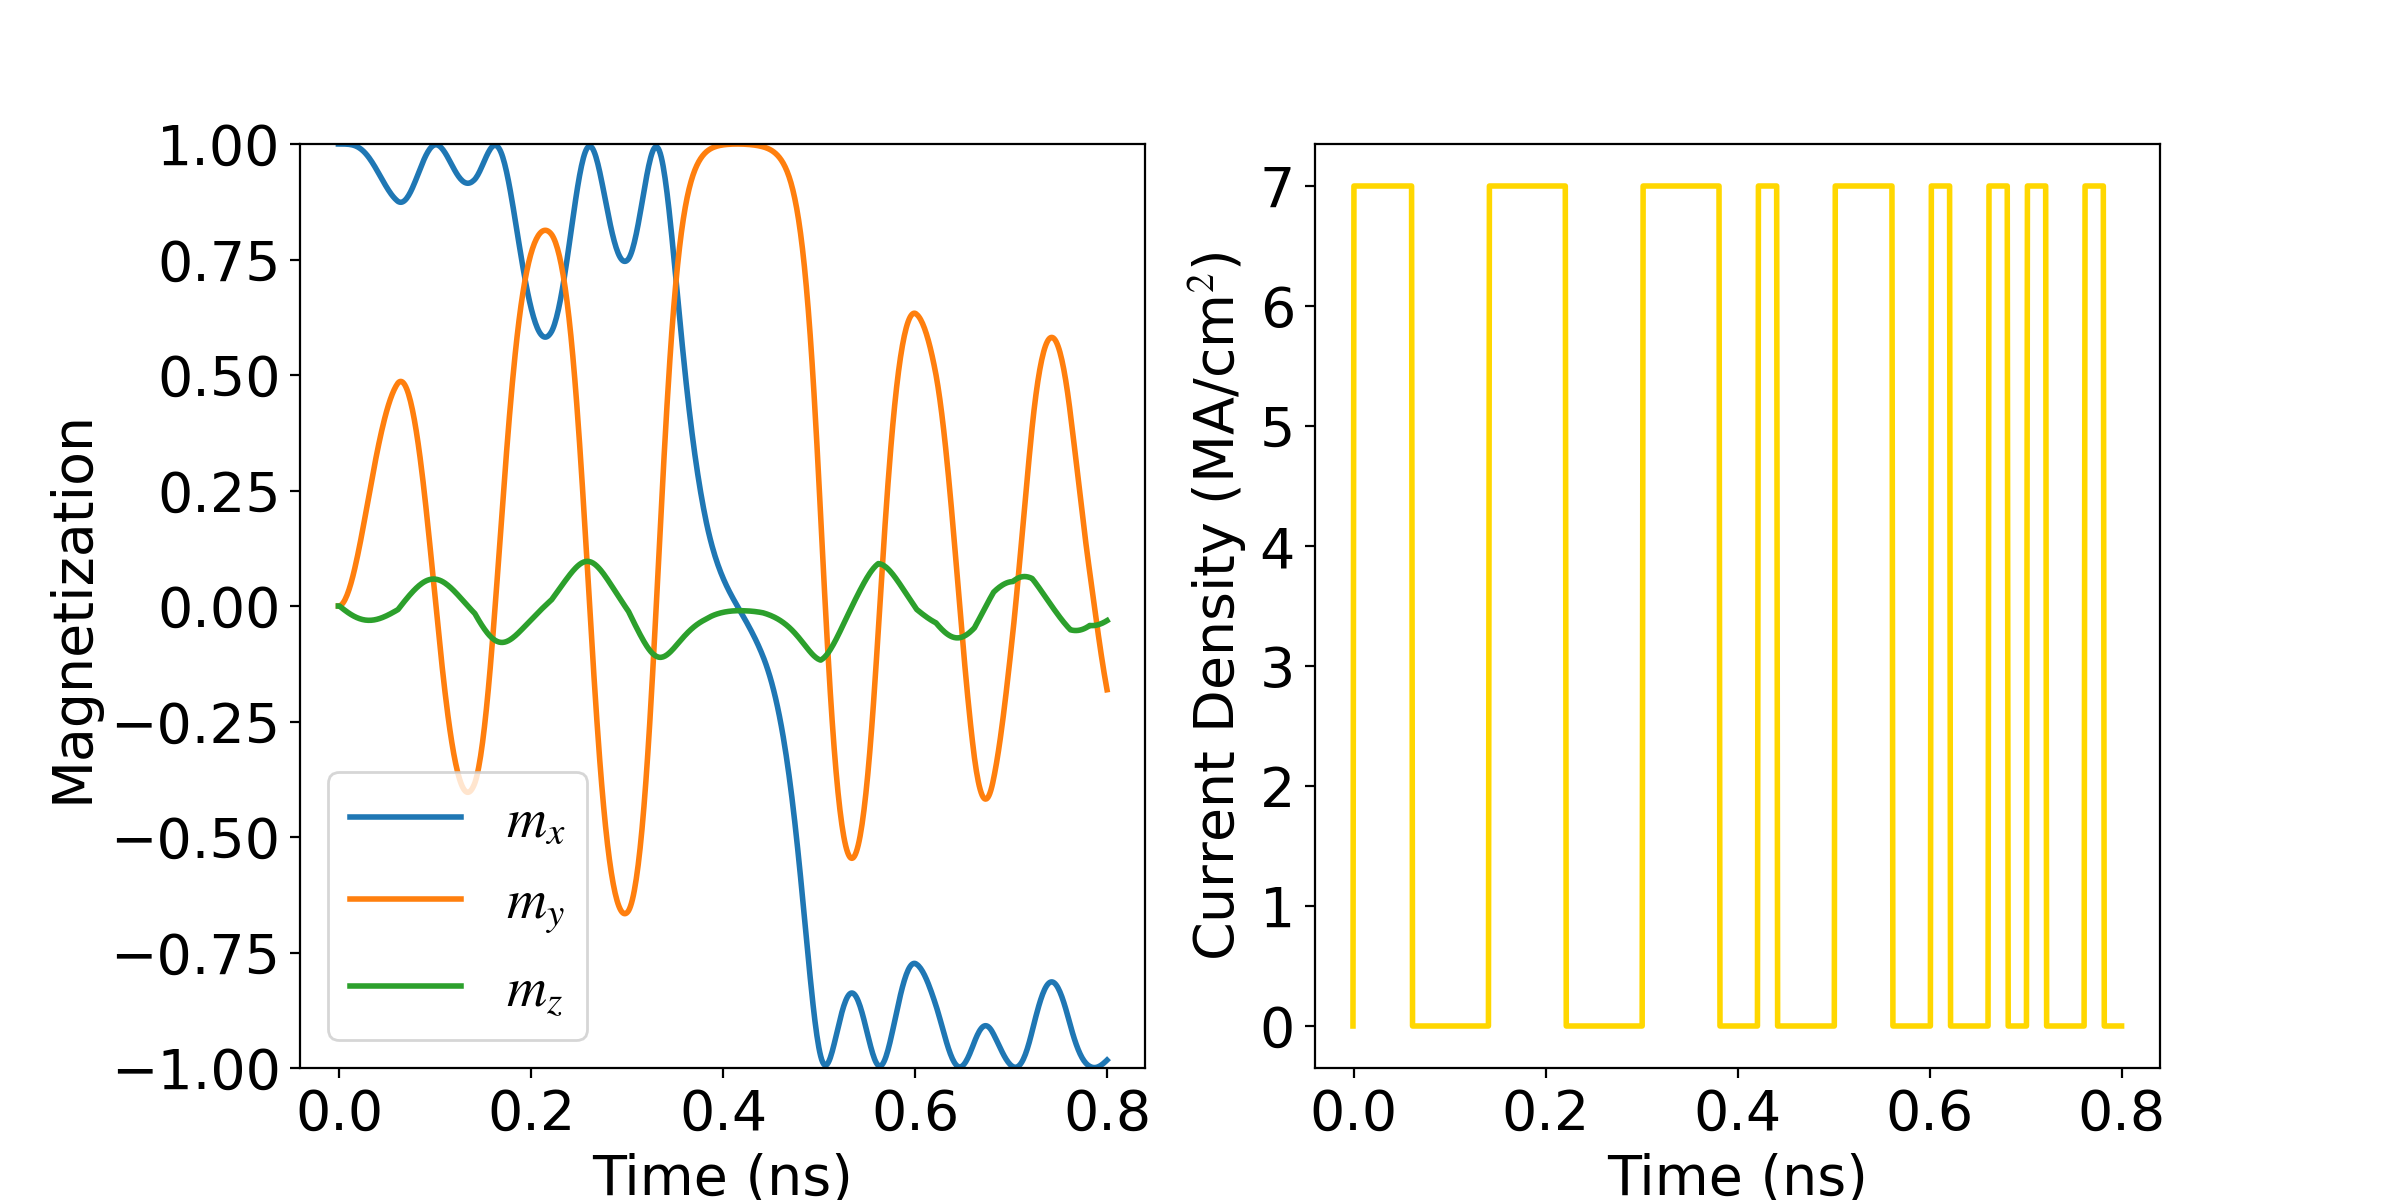 Magnetization
1.00
0.75
0.50
0.25
0.00
−0.25
−0.50
−0.75
−1.00
m_x
m_y
m_z
0.0 0.2 0.4 0.6 0.8
Time (ns)
Current Density (MA/cm²)
7
6
5
4
3
2
1
0
0.0 0.2 0.4 0.6 0.8
Time (ns)